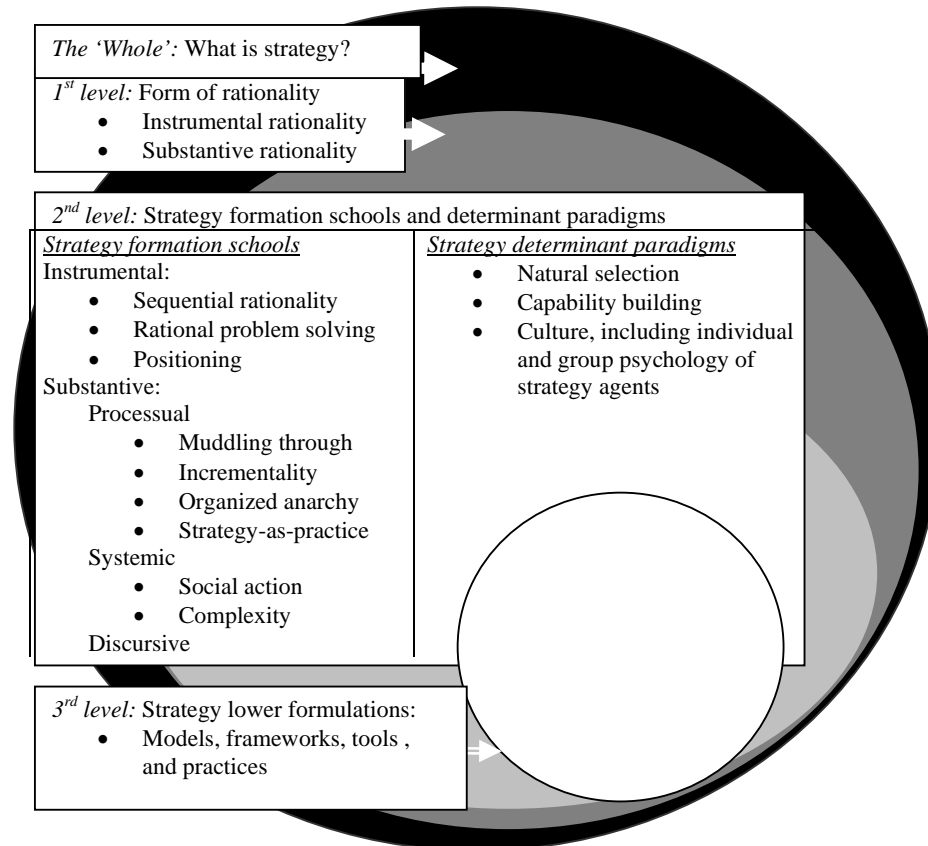 The ‘Whole’: What is strategy?
1st level: Form of rationality
• Instrumental rationality
• Substantive rationality
2nd level: Strategy formation schools and determinant paradigms
Strategy formation schools
Instrumental:
• Sequential rationality
• Rational problem solving
• Positioning
Substantive:
Processual
• Muddling through
• Incrementality
• Organized anarchy
• Strategy-as-practice
Systemic
• Social action
• Complexity
Discursive
Strategy determinant paradigms
• Natural selection
• Capability building
• Culture, including individual
and group psychology of
strategy agents
3rd level: Strategy lower formulations:
• Models, frameworks, tools ,
and practices